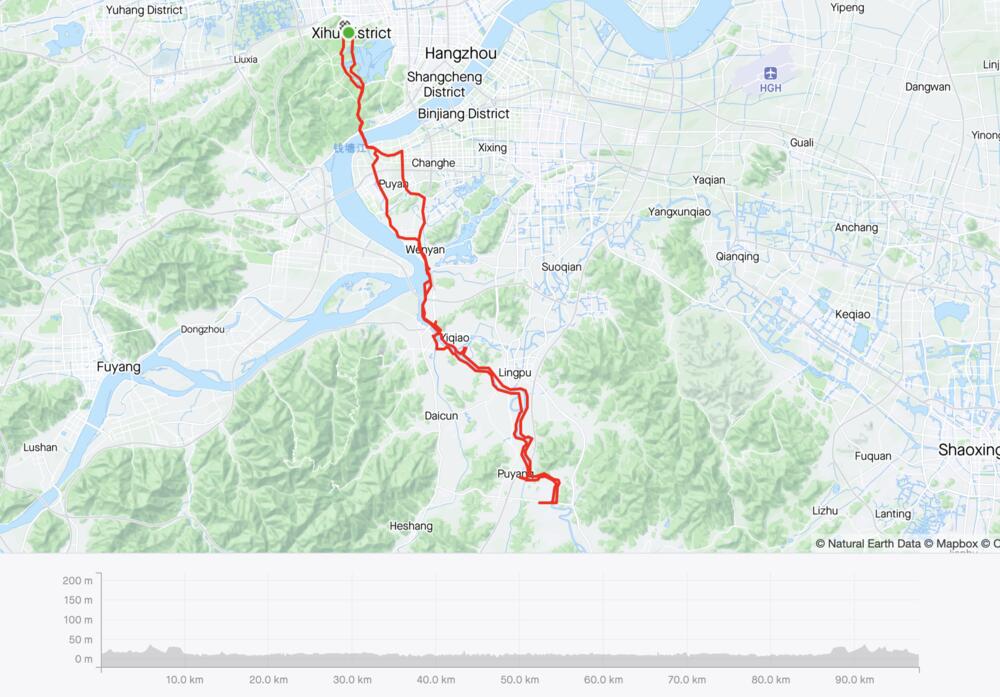 Yuhang District
Yipeng
Xihu
strict
Hangzhou
Liuxia
Linj
Shangcheng
District
HGH
Dangwan
Binjiang District
Yinong
钱塘江
Xixing
Guali
Changhe
Puyan
Yaqian
Yangxunqiao
Anchang
Wenyan
Qianqing
Suoqian
Keqiao
Dongzhou
Yiqiao
Fuyang
Lingpu
Daicun
Lushan
Shaoxing
Fuquan
Puyang
Lizhu
Lanting
Heshang
© Natural Earth Data © Mapbox ©
200 m
150 m
100 m
50 m
0 m
10.0 km
20.0 km
30.0 km
40.0 km
50.0 km
60.0 km
70.0 km
80.0 km
90.0 km